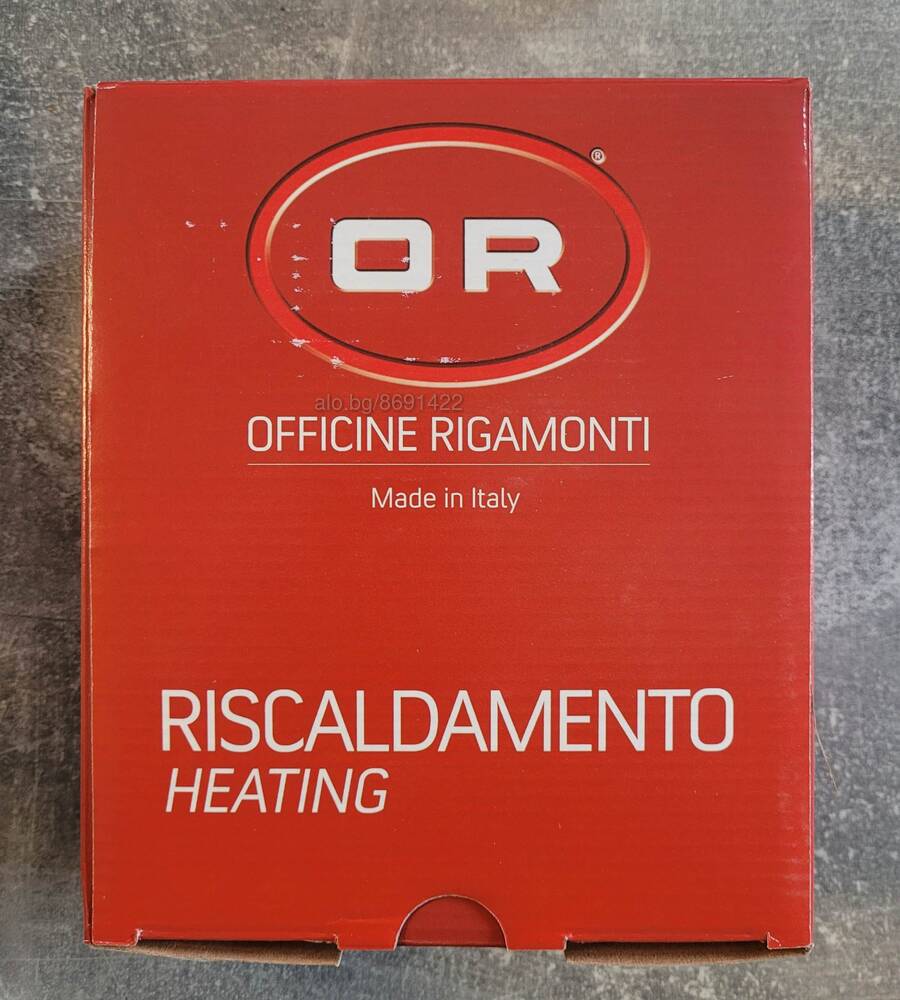 ®
OR
alo.bg/8691422
OFFICINE RIGAMONTI
Made in Italy
RISCALDAMENTO
HEATING